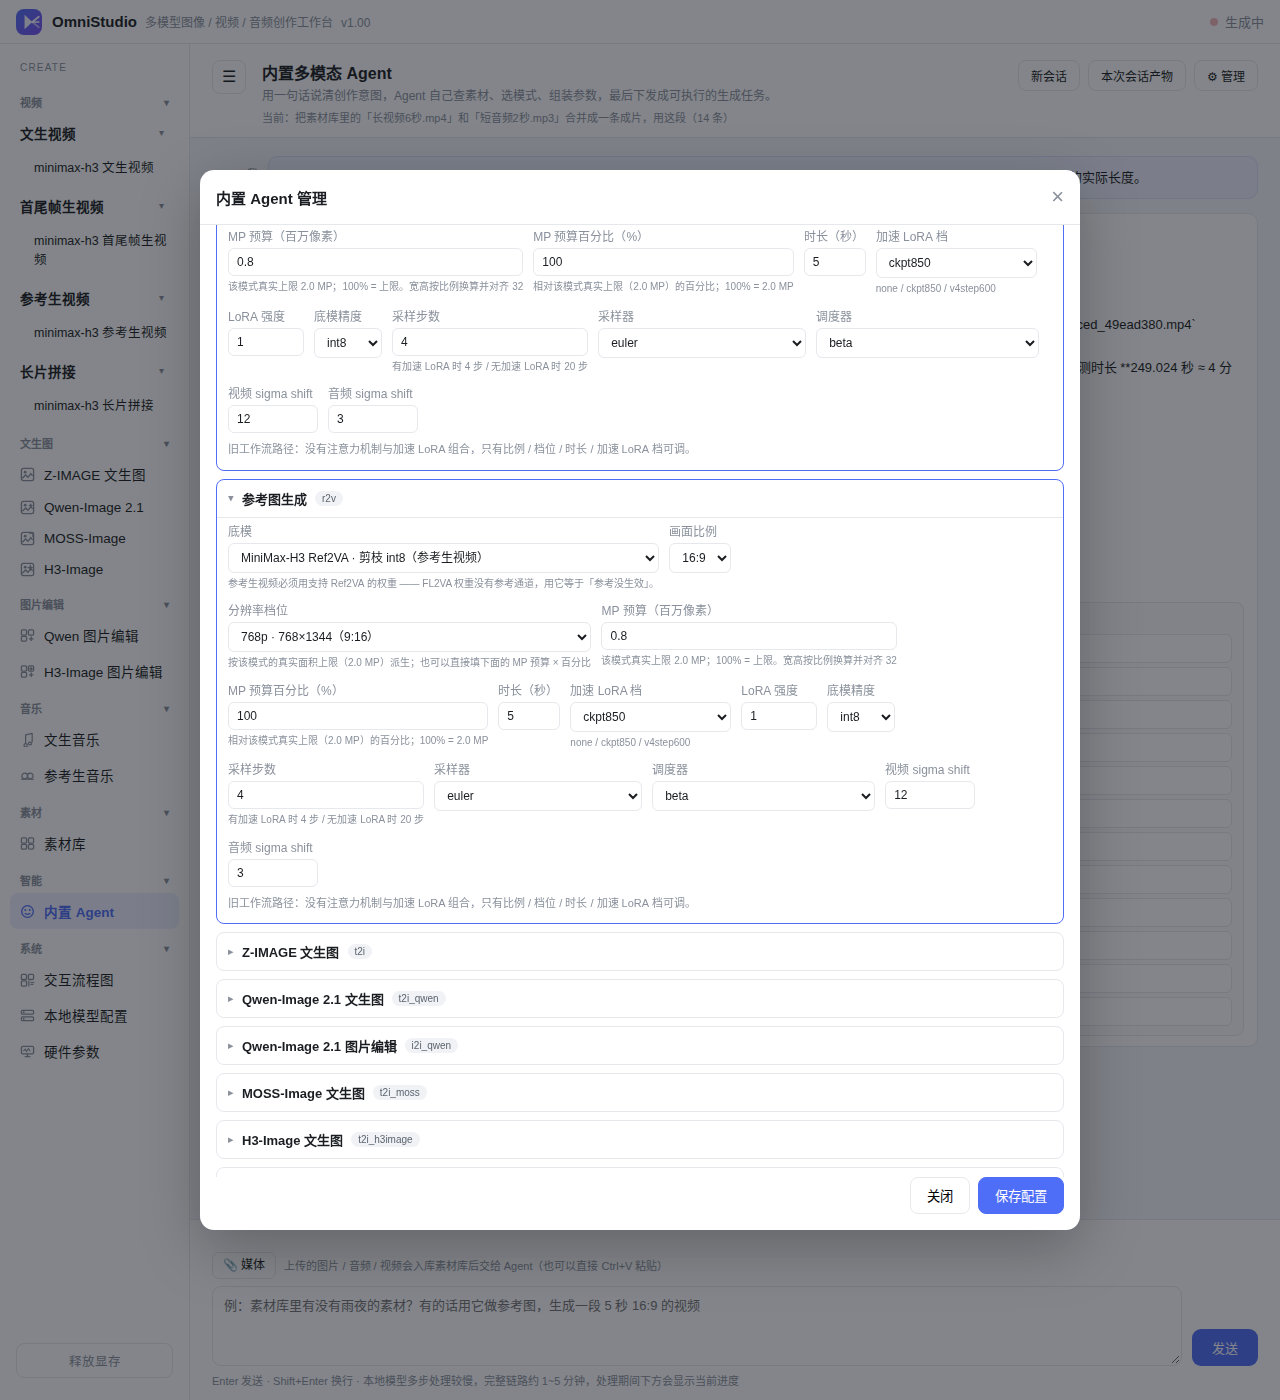 OmniStudio 多模型图像 / 视频 / 音频创作工作台 v1.00
生成中
CREATE
视频
文生视频
minimax-h3 文生视频
首尾帧生视频
minimax-h3 首尾帧生视
频
参考生视频
minimax-h3 参考生视频
长片拼接
minimax-h3 长片拼接
文生图
Z-IMAGE 文生图
Qwen-Image 2.1
MOSS-Image
H3-Image
图片编辑
Qwen 图片编辑
H3-Image 图片编辑
音乐
文生音乐
参考生音乐
素材
素材库
智能
内置 Agent
系统
交互流程图
本地模型配置
硬件参数
释放显存
内置多模态 Agent
用一句话说清创作意图，Agent 自己查素材、选模式、组装参数，最后下发成可执行的生成任务。
当前：把素材库里的「长视频6秒.mp4」和「短音频2秒.mp3」合并成一条成片，用这段（14 条）
新会话
本次会话产物
⚙ 管理
实际长度。
ced_49ead380.mp4`
测时长 **249.024 秒 ≈ 4 分
内置 Agent 管理
×
MP 预算（百万像素） MP 预算百分比（%） 时长（秒） 加速 LoRA 档
0.8 100 5 ckpt850
该模式真实上限 2.0 MP；100% = 上限。宽高按比例换算并对齐 32 相对该模式真实上限（2.0 MP）的百分比；100% = 2.0 MP none / ckpt850 / v4step600
LoRA 强度 底模精度 采样步数 采样器 调度器
1 int8 4 euler beta
有加速 LoRA 时 4 步 / 无加速 LoRA 时 20 步
视频 sigma shift 音频 sigma shift
12 3
旧工作流路径：没有注意力机制与加速 LoRA 组合，只有比例 / 档位 / 时长 / 加速 LoRA 档可调。
参考图生成 r2v
底模 画面比例
MiniMax-H3 Ref2VA · 剪枝 int8（参考生视频） 16:9
参考生视频必须用支持 Ref2VA 的权重 —— FL2VA 权重没有参考通道，用它等于「参考没生效」。
分辨率档位 MP 预算（百万像素）
768p · 768×1344（9:16） 0.8
按该模式的真实面积上限（2.0 MP）派生；也可以直接填下面的 MP 预算 × 百分比 该模式真实上限 2.0 MP；100% = 上限。宽高按比例换算并对齐 32
MP 预算百分比（%） 时长（秒） 加速 LoRA 档 LoRA 强度 底模精度
100 5 ckpt850 1 int8
相对该模式真实上限（2.0 MP）的百分比；100% = 2.0 MP none / ckpt850 / v4step600
采样步数 采样器 调度器 视频 sigma shift
4 euler beta 12
有加速 LoRA 时 4 步 / 无加速 LoRA 时 20 步
音频 sigma shift
3
旧工作流路径：没有注意力机制与加速 LoRA 组合，只有比例 / 档位 / 时长 / 加速 LoRA 档可调。
Z-IMAGE 文生图 t2i
Qwen-Image 2.1 文生图 t2i_qwen
Qwen-Image 2.1 图片编辑 i2i_qwen
MOSS-Image 文生图 t2i_moss
H3-Image 文生图 t2i_h3image
关闭
保存配置
📎 媒体 上传的图片 / 音频 / 视频会入库素材库后交给 Agent（也可以直接 Ctrl+V 粘贴）
例：素材库里有没有雨夜的素材？有的话用它做参考图，生成一段 5 秒 16:9 的视频
发送
Enter 发送 · Shift+Enter 换行 · 本地模型多步处理较慢，完整链路约 1~5 分钟，处理期间下方会显示当前进度